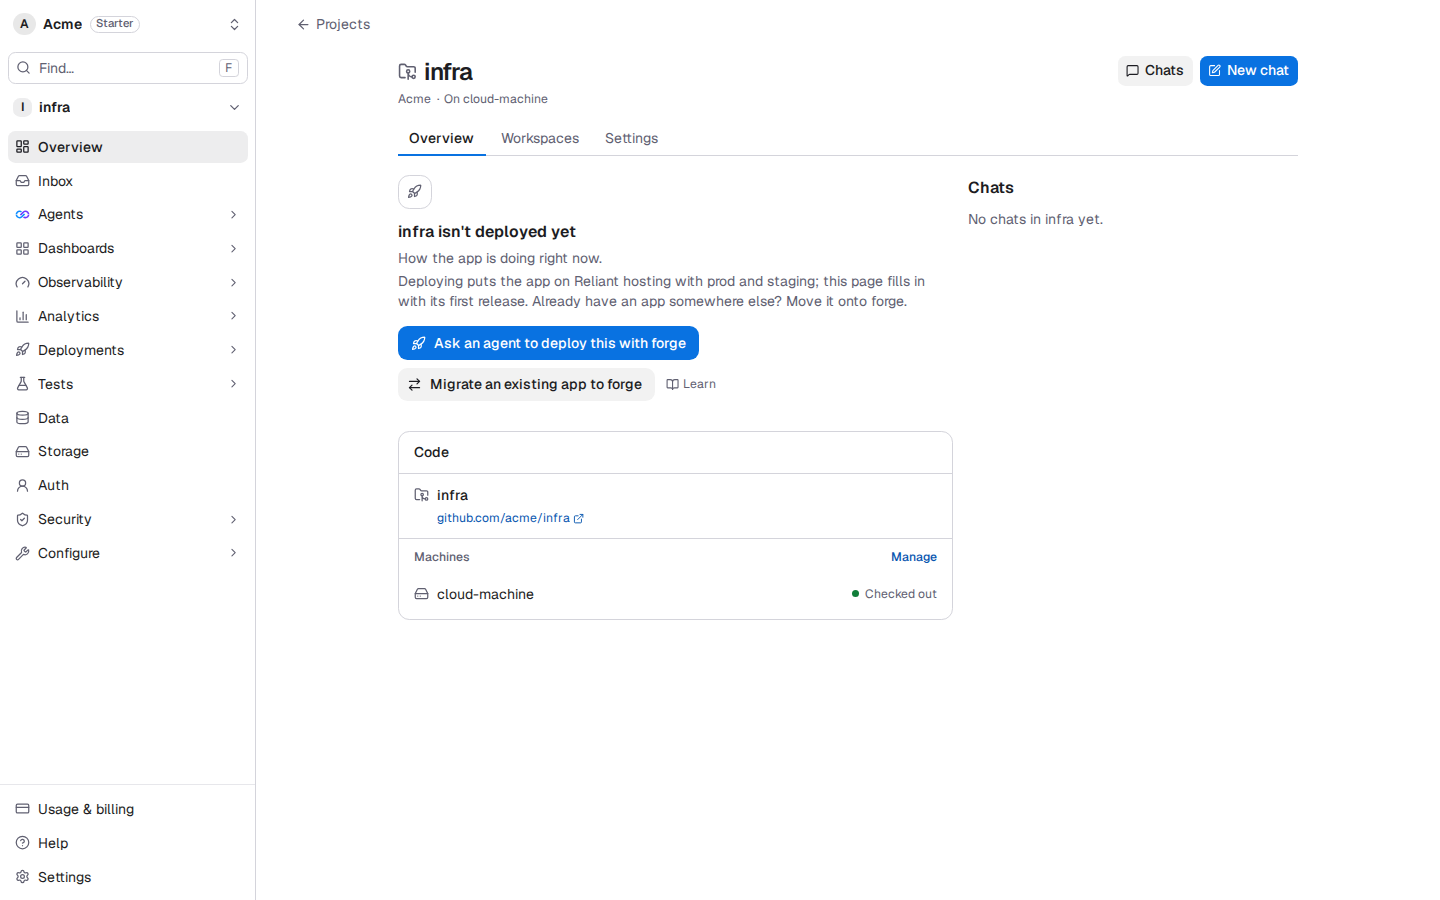 A Acme Starter
Find... F
I infra
Overview
Inbox
Agents
Dashboards
Observability
Analytics
Deployments
Tests
Data
Storage
Auth
Security
Configure
Usage & billing
Help
Settings
Projects
infra
Chats
New chat
Acme · On cloud-machine
Overview Workspaces Settings
infra isn't deployed yet
How the app is doing right now.
Deploying puts the app on Reliant hosting with prod and staging; this page fills in
with its first release. Already have an app somewhere else? Move it onto forge.
Ask an agent to deploy this with forge
Migrate an existing app to forge Learn
Code
infra
github.com/acme/infra
Machines Manage
cloud-machine Checked out
Chats
No chats in infra yet.